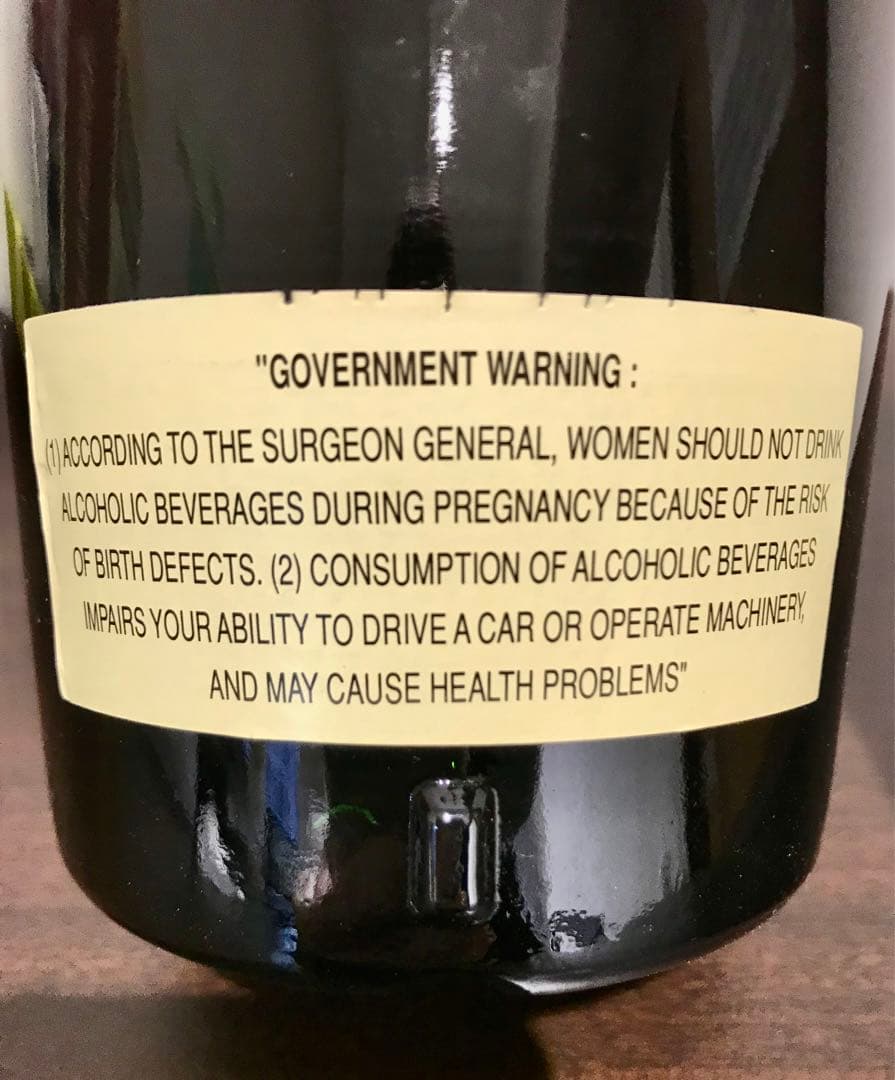 "GOVERNMENT WARNING :
(1) ACCORDING TO THE SURGEON GENERAL, WOMEN SHOULD NOT DRINK
ALCOHOLIC BEVERAGES DURING PREGNANCY BECAUSE OF THE RISK
OF BIRTH DEFECTS. (2) CONSUMPTION OF ALCOHOLIC BEVERAGES
IMPAIRS YOUR ABILITY TO DRIVE A CAR OR OPERATE MACHINERY,
AND MAY CAUSE HEALTH PROBLEMS"